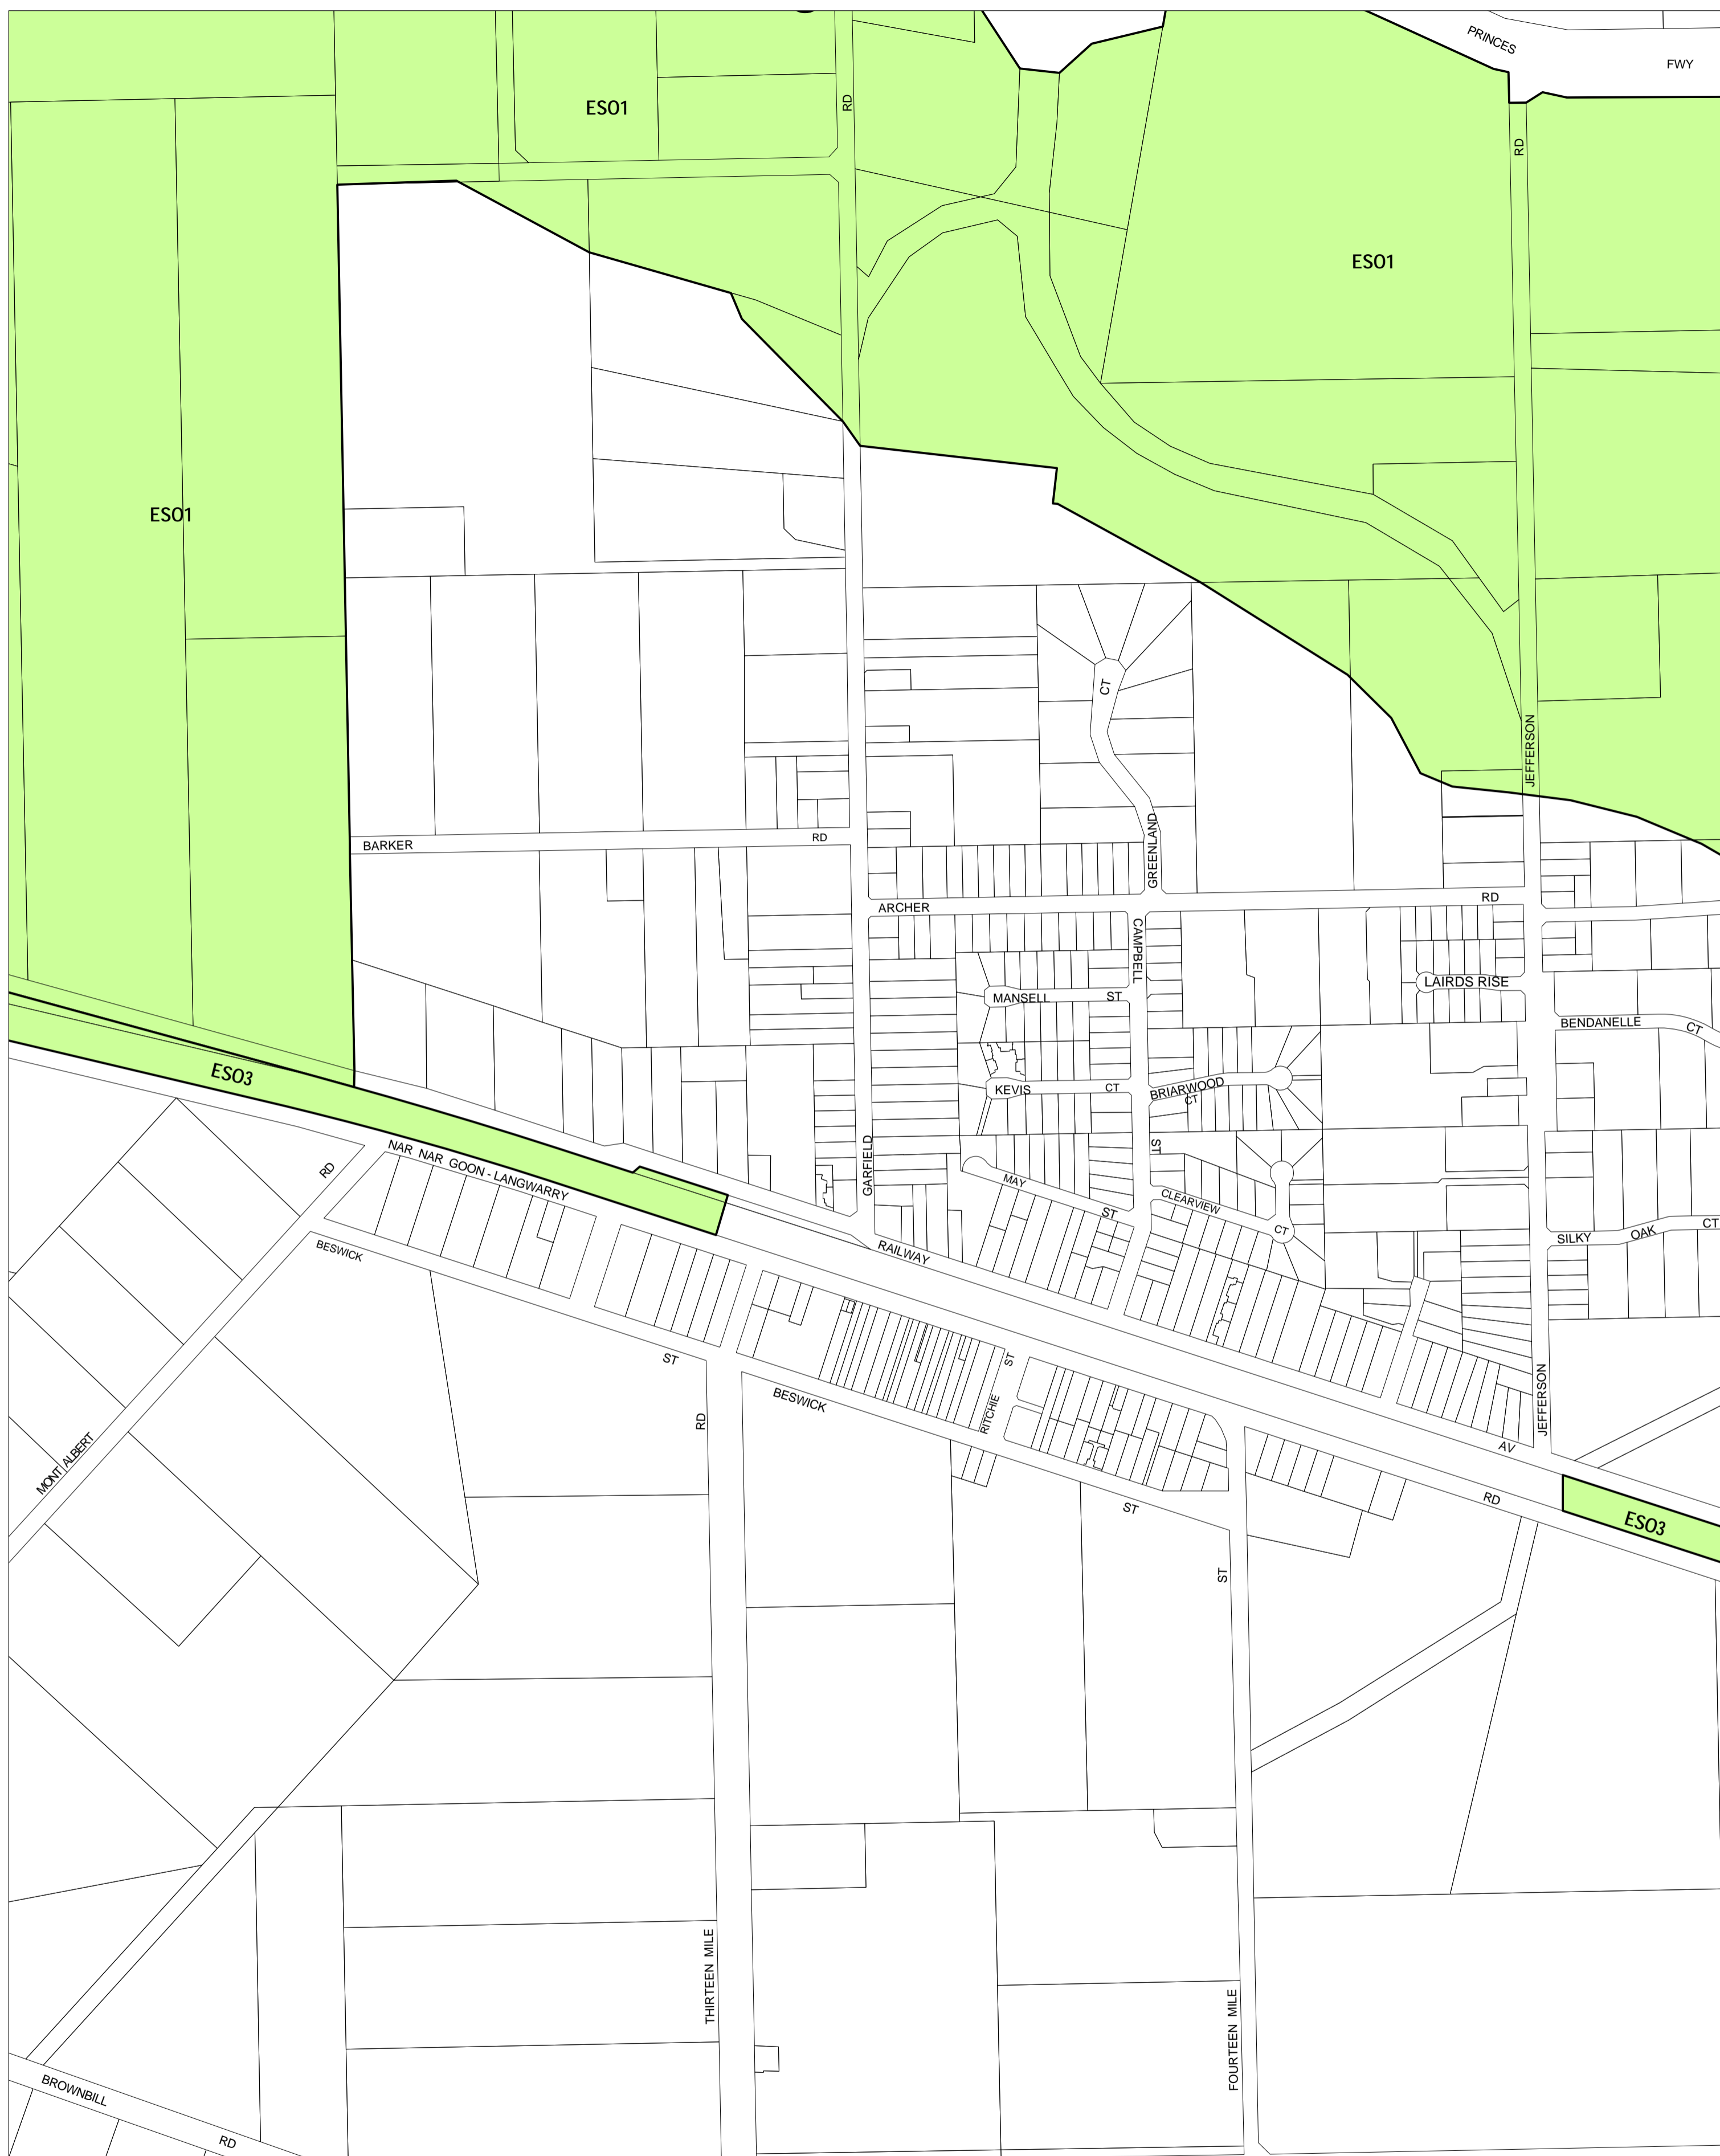 PRINCES
FWY
RD
ESO1
RD
ESO1
ESO1
CT
JEFFERSON
RD
BARKER
GREENLAND
ARCHER
RD
CAMPBELL
LAIRDS RISE
MANSELL
ST
BENDANELLE
CT
ESO3
KEVIS
CT
BRIARWOOD
CT
NAR NAR GOON - LANGWARRY
RD
GARFIELD
ST
MAY
ST
CLEARVIEW
CT
SILKY
OAK
CT
BESWICK
RAILWAY
ST
ST
BESWICK
RITCHIE
JEFFERSON
RD
MONT ALBERT
AV
RD
ST
ESO3
ST
THIRTEEN MILE
FOURTEEN MILE
BROWNBILL
RD